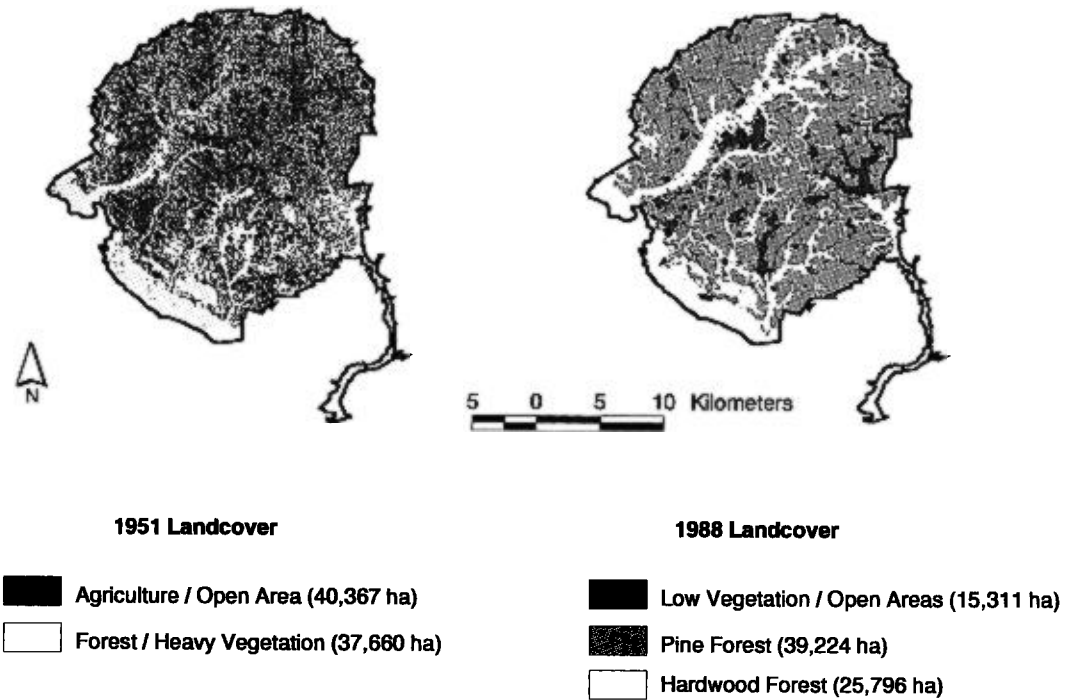 N
5 0 5 10 Kilometers
1951 Landcover
Agriculture / Open Area (40,367 ha)
Forest / Heavy Vegetation (37,660 ha)
1988 Landcover
Low Vegetation / Open Areas (15,311 ha)
Pine Forest (39,224 ha)
Hardwood Forest (25,796 ha)